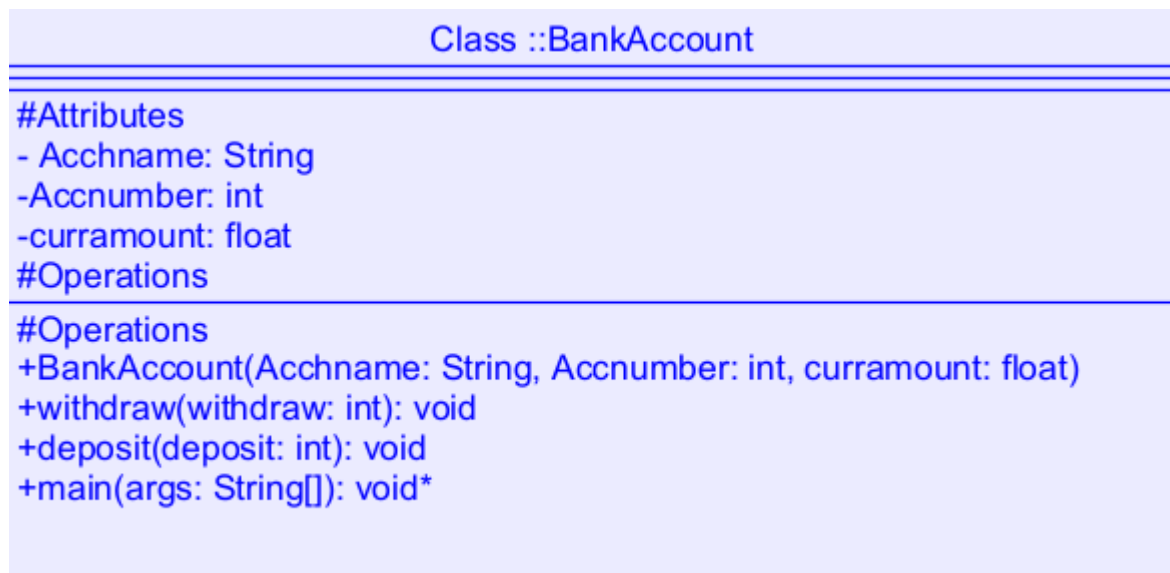 Class ::BankAccount
#Attributes
- Acchname: String
-Accnumber: int
-curramount: float
#Operations
#Operations
+BankAccount(Acchname: String, Accnumber: int, curramount: float)
+withdraw(withdraw: int): void
+deposit(deposit: int): void
+main(args: String[]): void*